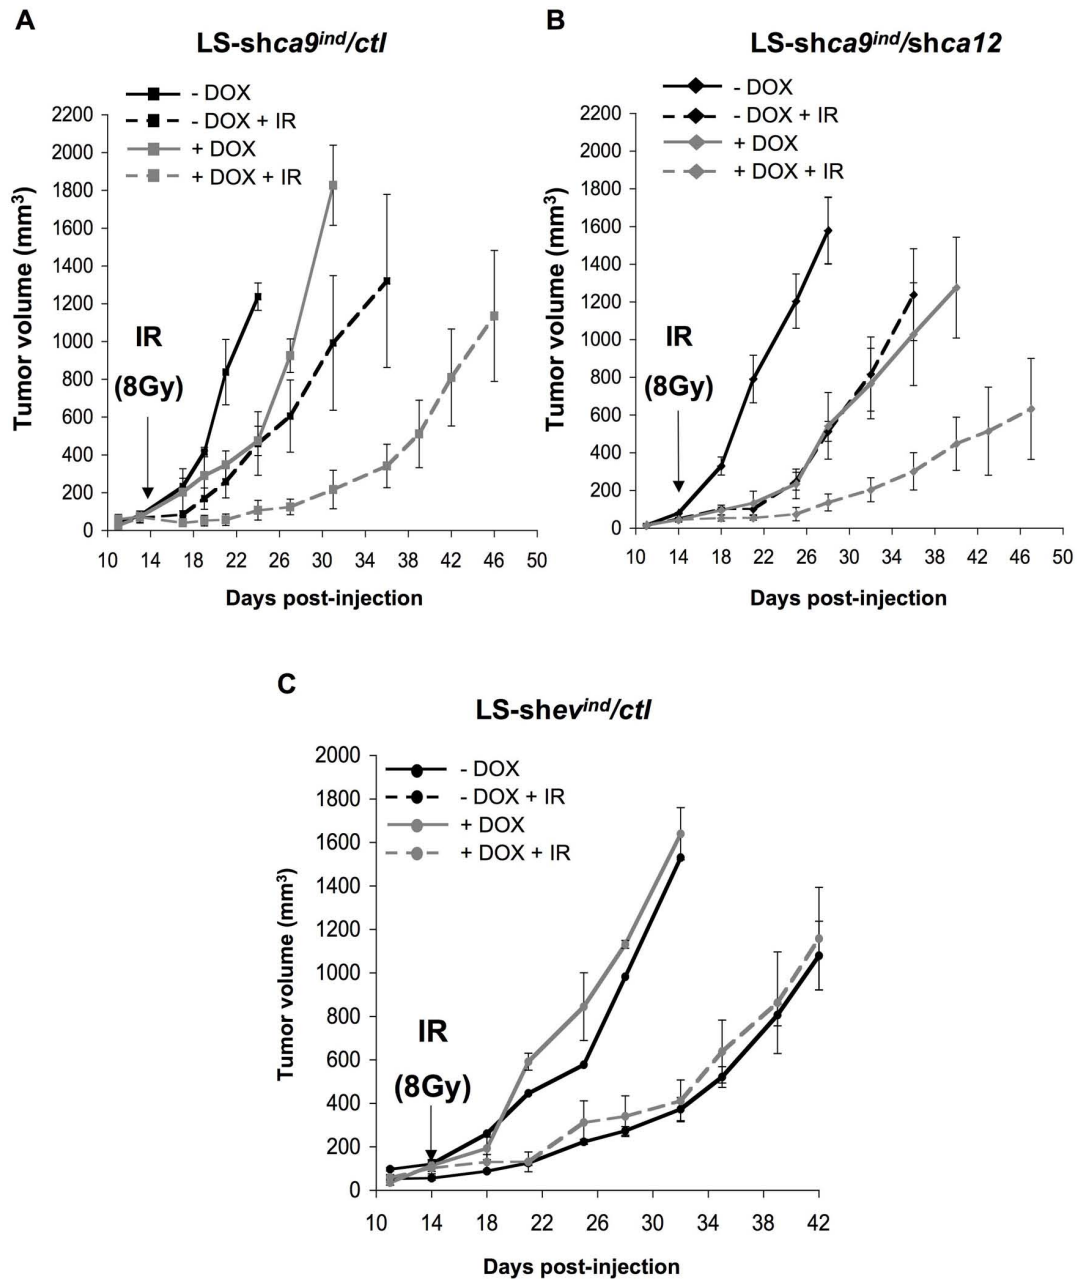 A
LS-shca9ind/ctl
- DOX
- DOX + IR
+ DOX
+ DOX + IR
2200
2000
1800
1600
1400
1200
1000
800
600
400
200
0
Tumor volume (mm3)
IR
(8Gy)
10 14 18 22 26 30 34 38 42 46 50
Days post-injection
B
LS-shca9ind/shca12
- DOX
- DOX + IR
+ DOX
+ DOX + IR
2200
2000
1800
1600
1400
1200
1000
800
600
400
200
0
Tumor volume (mm3)
IR
(8Gy)
10 14 18 22 26 30 34 38 42 46 50
Days post-injection
C
LS-shevind/ctl
- DOX
- DOX + IR
+ DOX
+ DOX + IR
2000
1800
1600
1400
1200
1000
800
600
400
200
0
Tumor volume (mm3)
IR
(8Gy)
10 14 18 22 26 30 34 38 42
Days post-injection